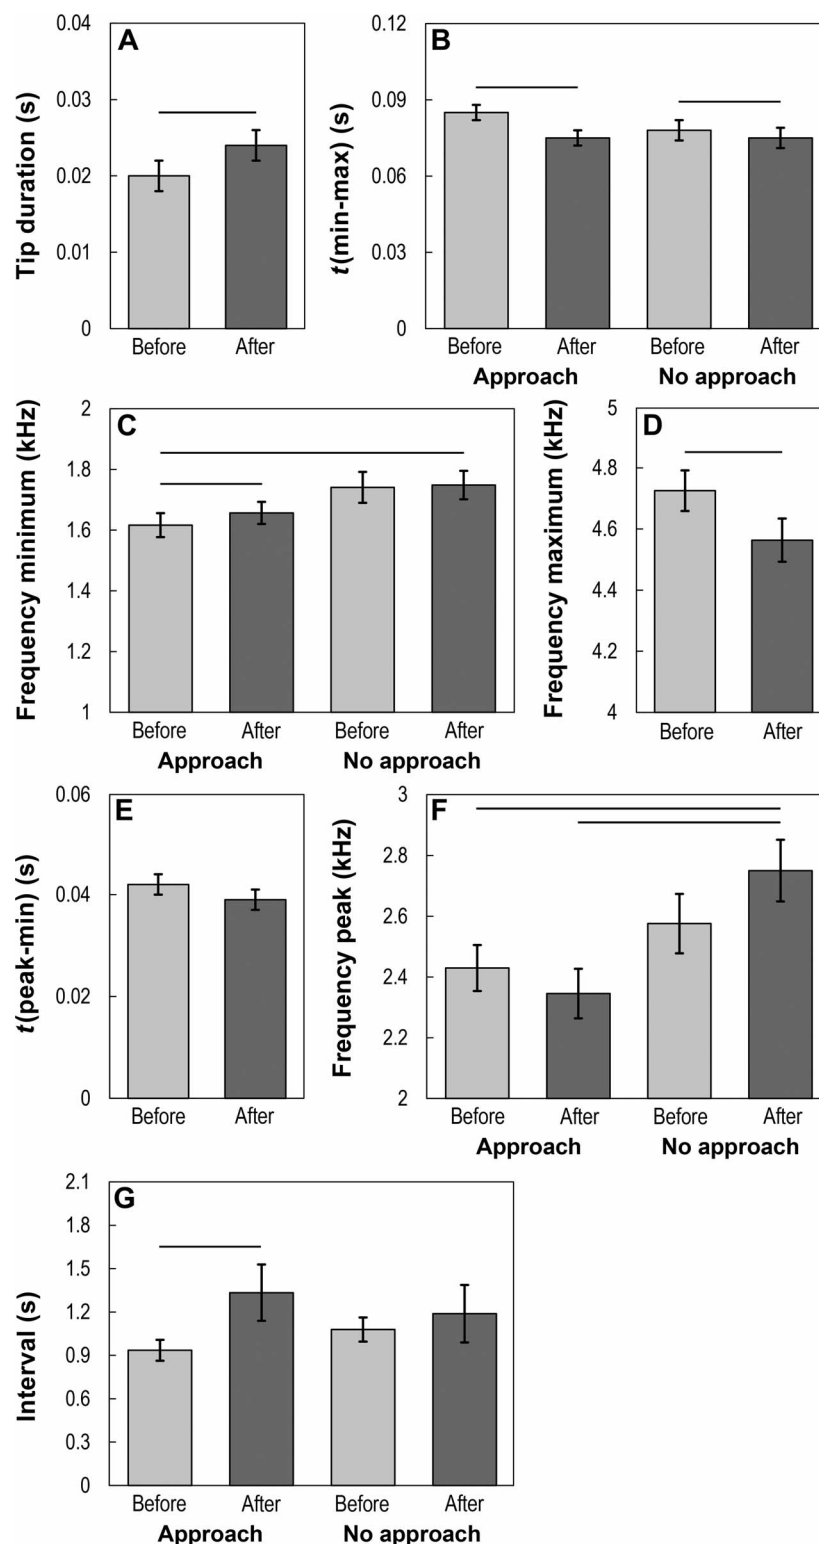 A
Tip duration (s)
0.04
0.03
0.02
0.01
0
Before After
B
t(min-max) (s)
0.12
0.09
0.06
0.03
0
Before After Before After
Approach No approach
C
Frequency minimum (kHz)
2
1.8
1.6
1.4
1.2
1
Before After Before After
Approach No approach
D
Frequency maximum (kHz)
5
4.8
4.6
4.4
4.2
4
Before After
E
t(peak-min) (s)
0.06
0.04
0.02
0
Before After
F
Frequency peak (kHz)
3
2.8
2.6
2.4
2.2
2
Before After Before After
Approach No approach
G
Interval (s)
2.1
1.8
1.5
1.2
0.9
0.6
0.3
0
Before After Before After
Approach No approach